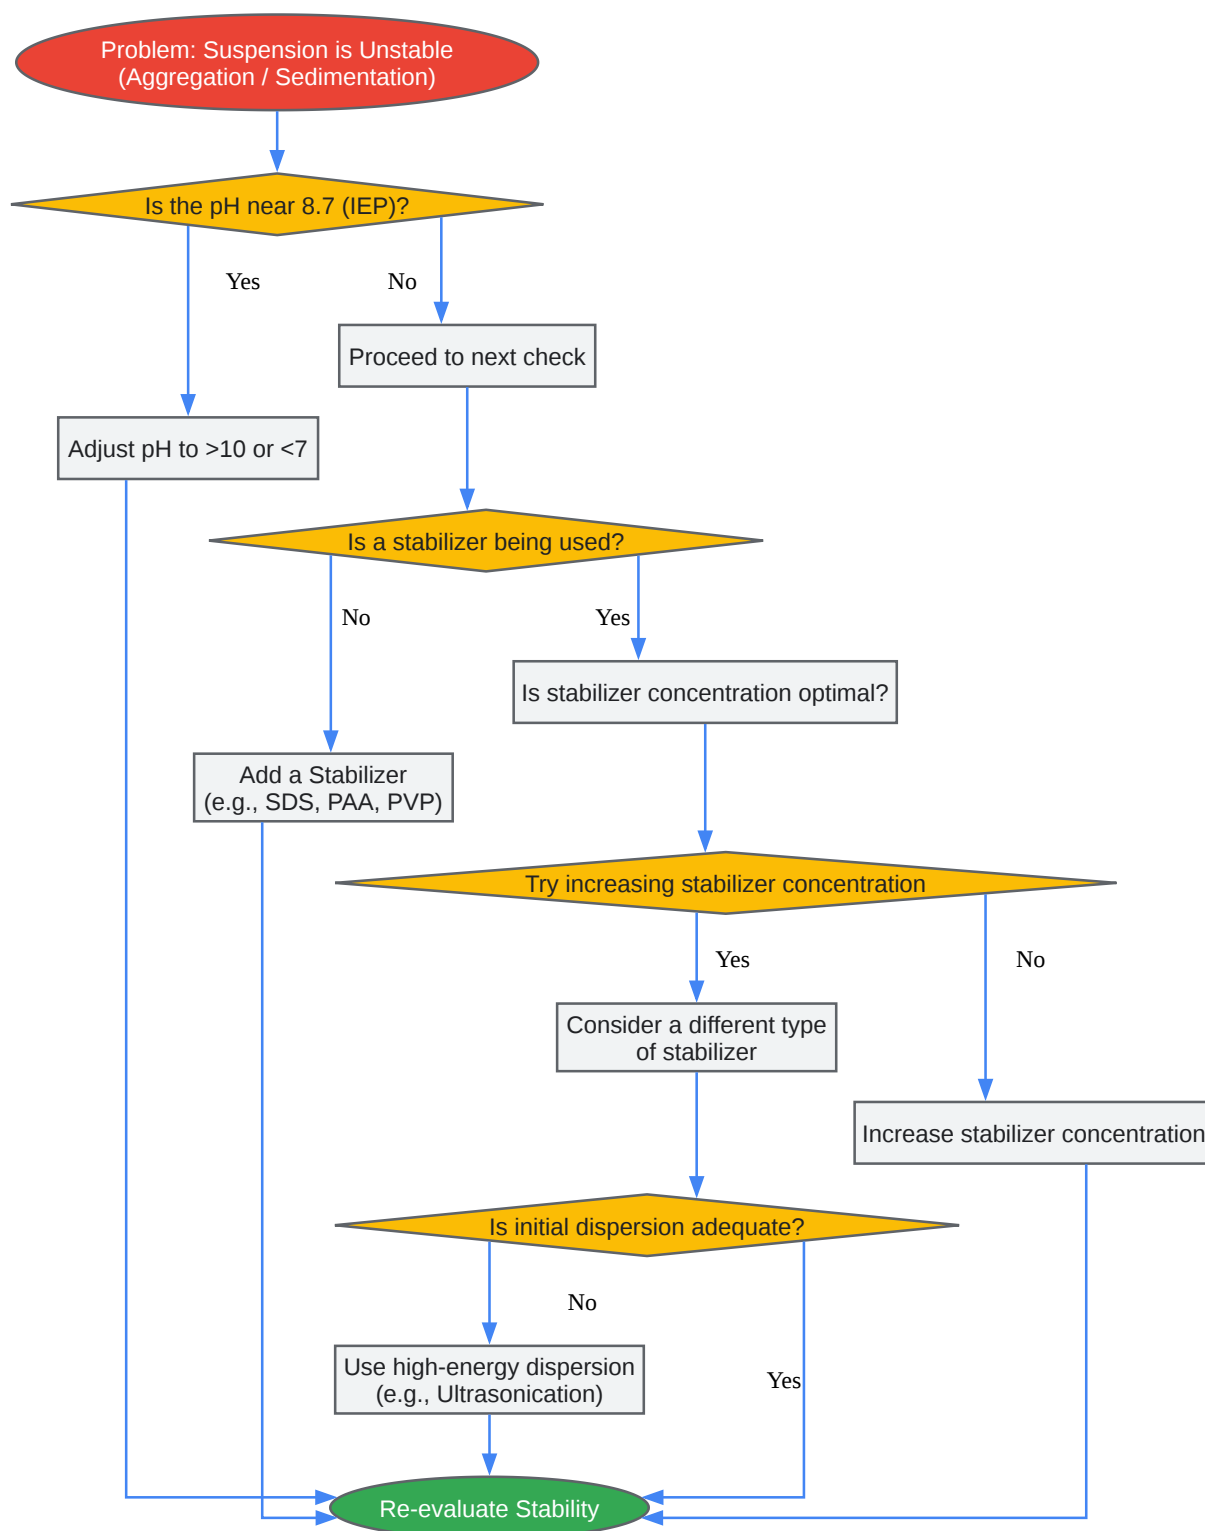 Problem: Suspension is Unstable
(Aggregation / Sedimentation)
Is the pH near 8.7 (IEP)?
Yes
No
Proceed to next check
Adjust pH to >10 or <7
Is a stabilizer being used?
No
Yes
Is stabilizer concentration optimal?
Add a Stabilizer
(e.g., SDS, PAA, PVP)
Try increasing stabilizer concentration
Yes
No
Consider a different type
of stabilizer
Increase stabilizer concentration
Is initial dispersion adequate?
No
Use high-energy dispersion
(e.g., Ultrasonication)
Yes
Re-evaluate Stability